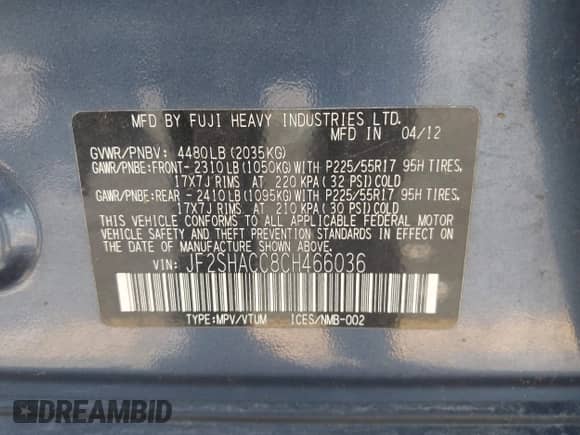 MFD BY FUJI HEAVY INDUSTRIES LTD.
MFD IN 04/12
GVWR/PNBV: 4480LB(2035KG)
GAWR/PNBE:FRONT-2310LB(1050KG)WITH P225/55R17 95H TIRES.
17X7J RIMS AT 220 KPA(32 PSI)COLD
GAWR/PNBE:REAR -2410LB(1095KG)WITH P225/55R17 95H TIRES.
17X7J RIMS AT 210 KPA(30 PSI)COLD
THIS VEHICLE CONFORMS TO ALL APPLICABLE FEDERAL MOTOR
VEHICLE SAFETY AND THEFT PREVENTION STANDARDS IN EFFECT
ON THE DATE OF MANUFACTURE SHOWN ABOVE.
VIN: JF2SHACC8CH466036
TYPE:MPV/VTUM ICES/NMB-002
DREAMBID